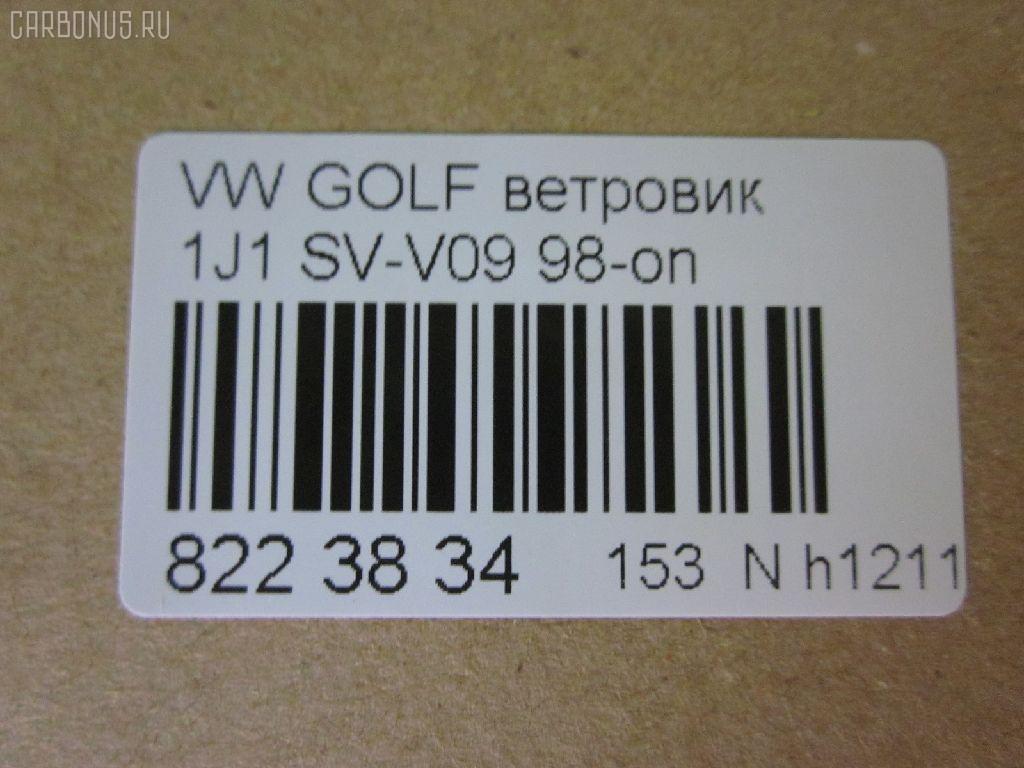 CARBONUS.RU
VW GOLF ветровик
1J1 SV-V09 98-on
822 38 34 153 N h1211